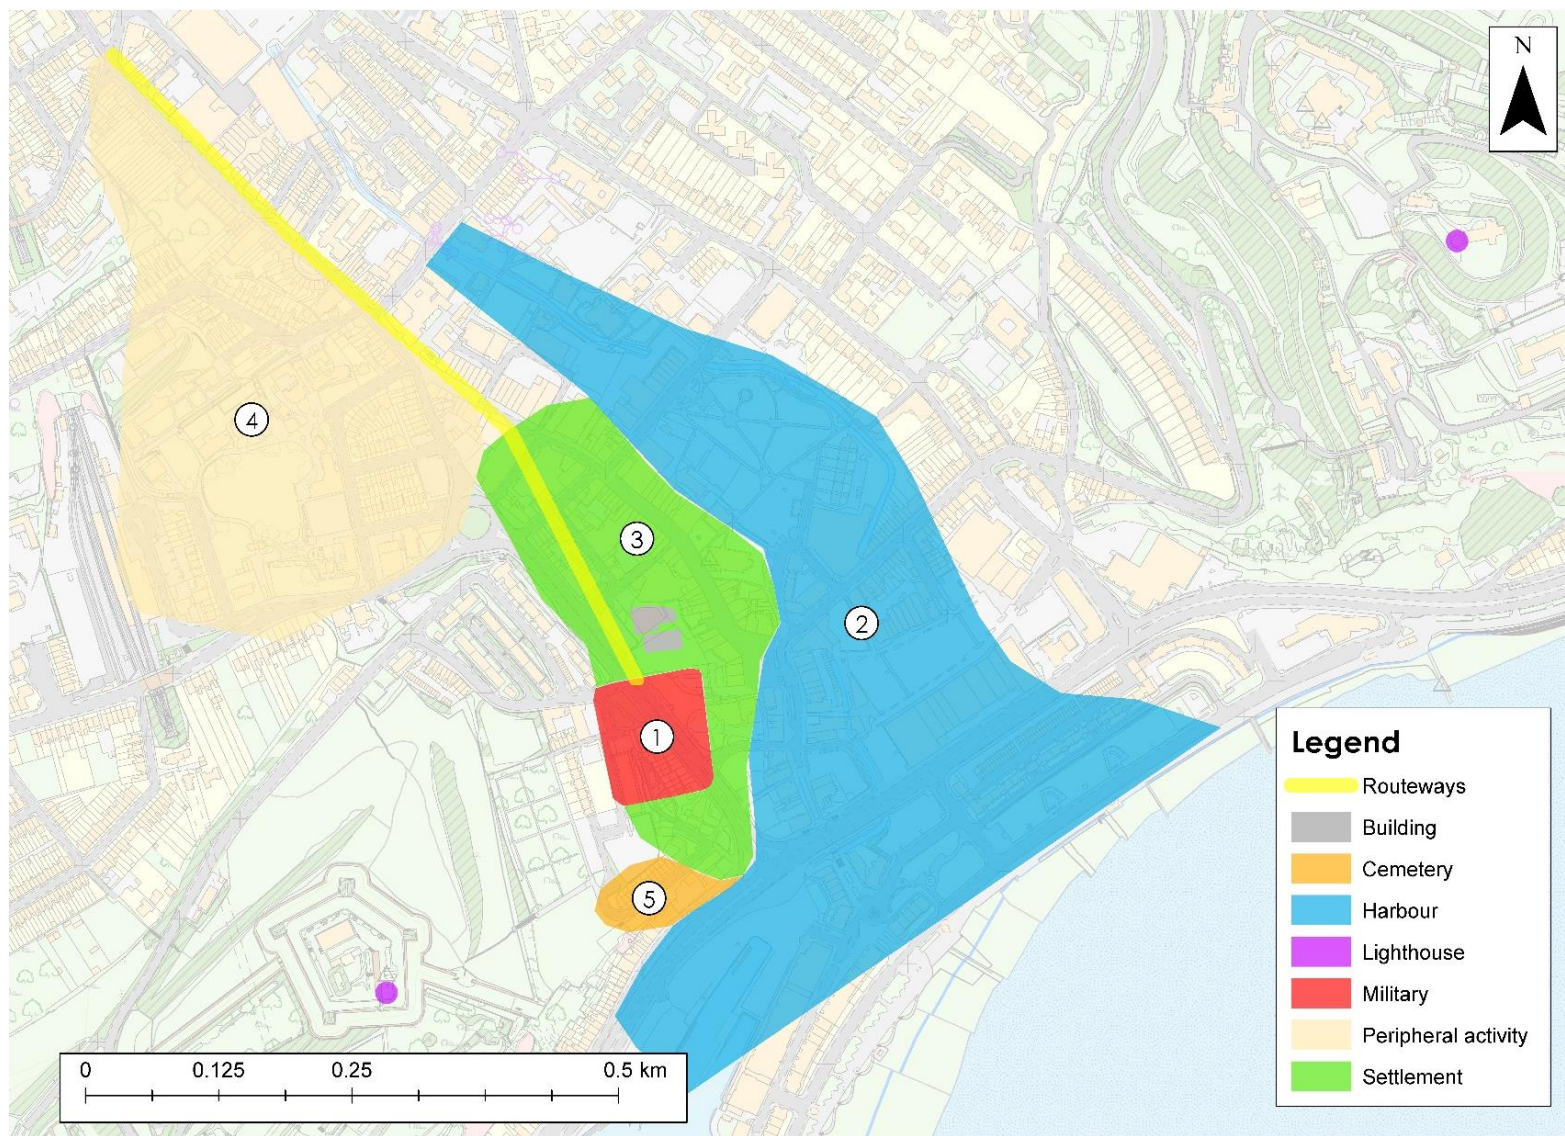 N
4
3
2
1
5
Legend
Routeways
Building
Cemetery
Harbour
Lighthouse
Military
Peripheral activity
Settlement
0 0.125 0.25 0.5 km